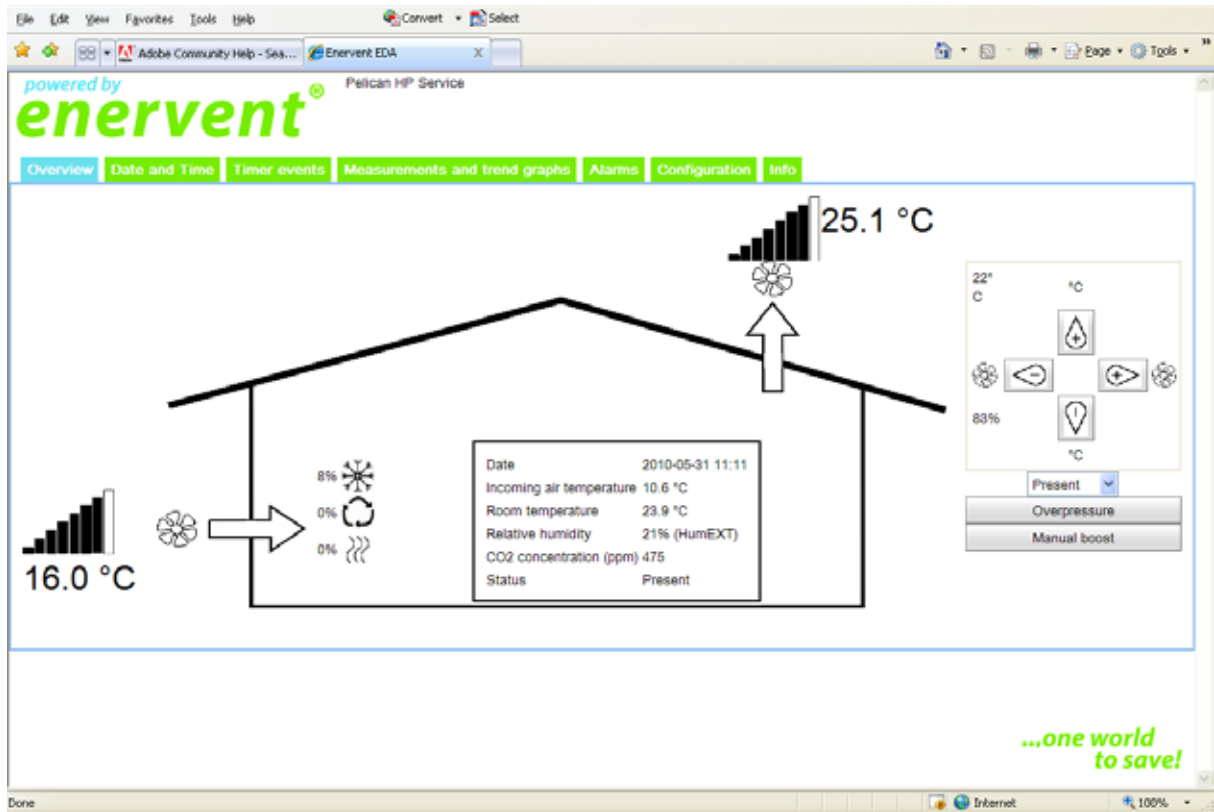 File Edit View Favorites Tools Help Convert Select
Adobe Community Help - Sea... Enervent EDA X Page Tools »
powered by
enervent®
Pelican HP Service
Overview Date and Time Timer events Measurements and trend graphs Alarms Configuration Info
25.1 °C
22°
C
°C
83%
°C
Present
Overpressure
Manual boost
8%
0%
0%
16.0 °C
Date 2010-05-31 11:11
Incoming air temperature 10.6 °C
Room temperature 23.9 °C
Relative humidity 21% (HumEXT)
CO2 concentration (ppm) 475
Status Present
...one world
to save!
Done Internet 100%